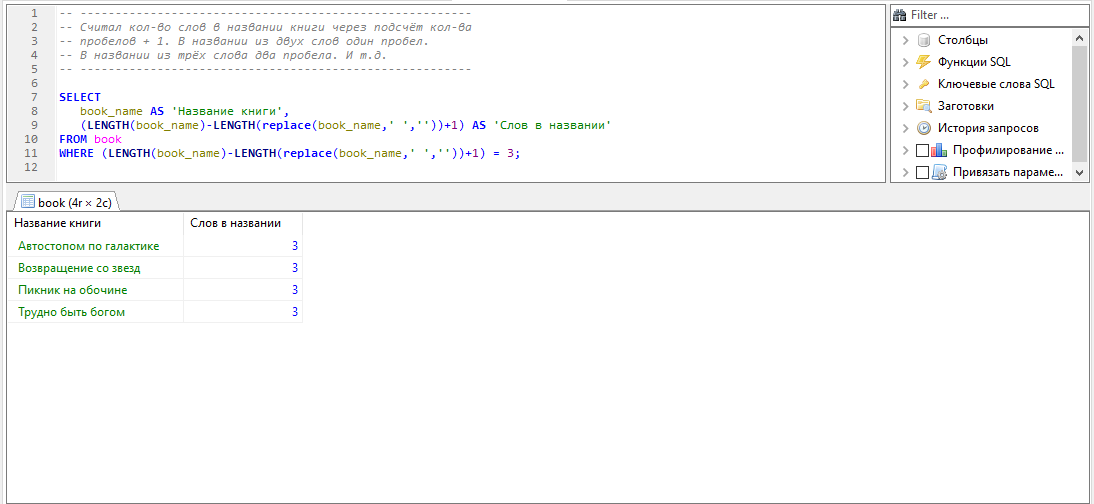 1 -- ---------------------------------------------------- Filter ...
2 -- Считал кол-во слов в названии книги через подсчёт кол-ва
3 -- пробелов + 1. В названии из двух слов один пробел.
4 -- В названии из трёх слова два пробела. И т.д.
5 -- ----------------------------------------------------
6
7 SELECT
8 book_name AS 'Название книги',
9 (LENGTH(book_name)-LENGTH(replace(book_name,' ',''))+1) AS 'Слов в названии'
10 FROM book
11 WHERE (LENGTH(book_name)-LENGTH(replace(book_name,' ',''))+1) = 3;
12
Столбцы
Функции SQL
Ключевые слова SQL
Заготовки
История запросов
Профилирование ...
Привязать параме...
book (4r × 2c)
Название книги Слов в названии
Автостопом по галактике 3
Возвращение со звезд 3
Пикник на обочине 3
Трудно быть богом 3